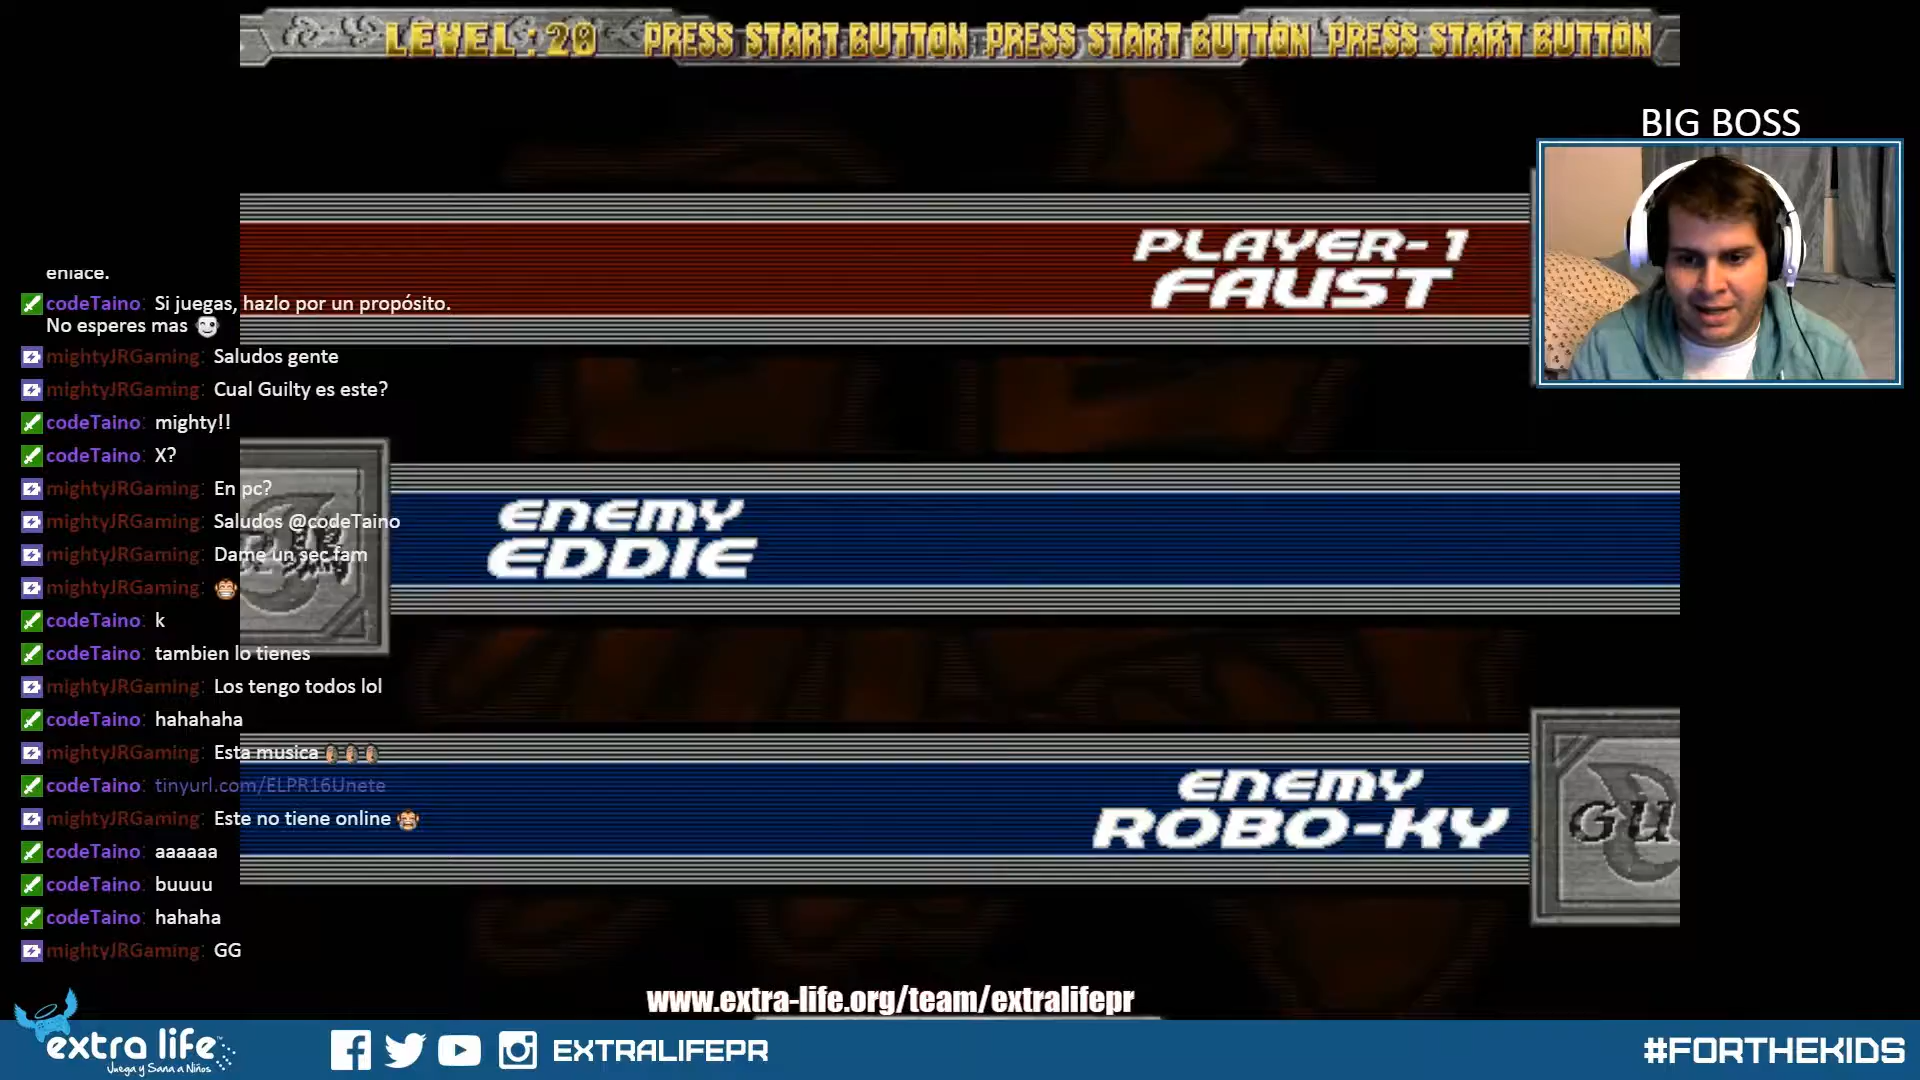 LEVEL:20 PRESS START BUTTON PRESS START BUTTON PRESS START BUTTON
BIG BOSS
PLAYER-1
FAUST
enlace.
codeTaino: Si juegas, hazlo por un propósito.
No esperes mas
mightyJRGaming: Saludos gente
mightyJRGaming: Cual Guilty es este?
codeTaino: mighty!!
codeTaino: X?
mightyJRGaming: En pc?
mightyJRGaming: Saludos @codeTaino
mightyJRGaming: Dame un sec fam
mightyJRGaming:
codeTaino: k
codeTaino: tambien lo tienes
mightyJRGaming: Los tengo todos lol
codeTaino: hahahaha
mightyJRGaming: Esta musica
codeTaino: tinyurl.com/ELPR16Unete
mightyJRGaming: Este no tiene online
codeTaino: aaaaaa
codeTaino: buuuu
codeTaino: hahaha
mightyJRGaming: GG
ENEMY
EDDIE
ENEMY
ROBO-KY
GU
www.extra-life.org/team/extralifepr
extra life
Juega y Sana a Niños
EXTRALIFEPR
#FORTHEKIDS